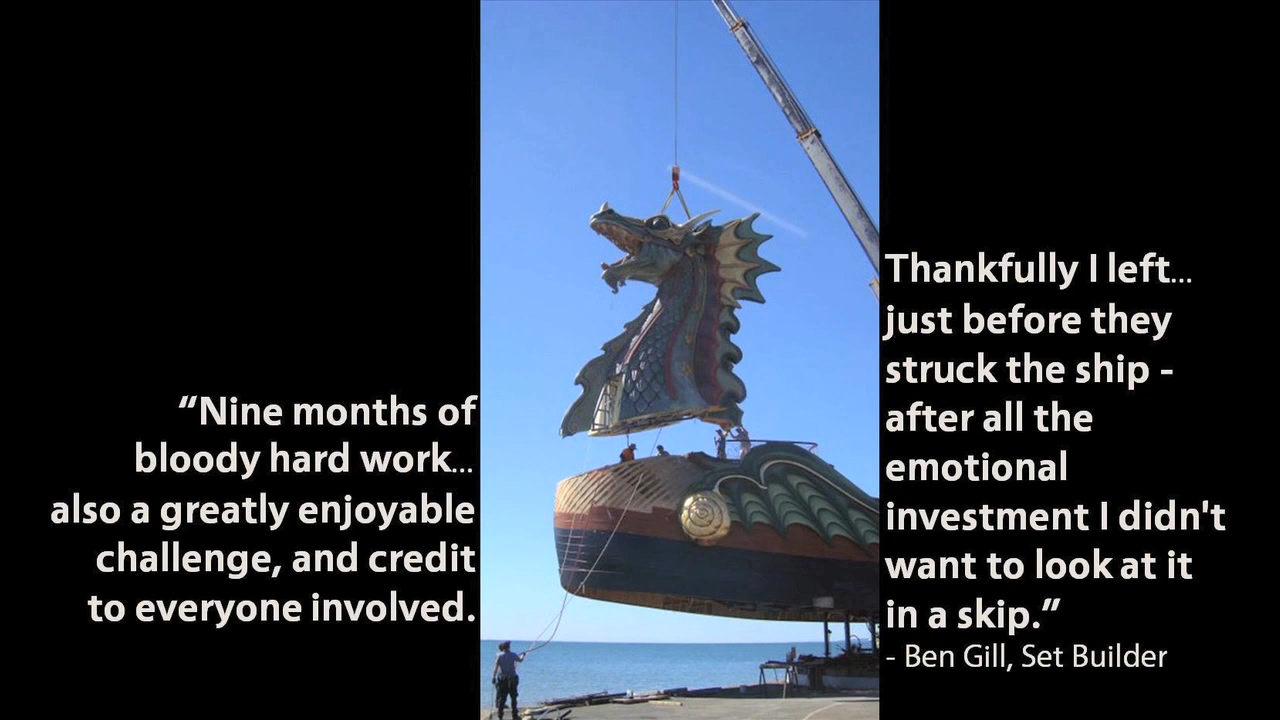 “Nine months of
bloody hard work...
also a greatly enjoyable
challenge, and credit
to everyone involved.
Thankfully I left...
just before they
struck the ship -
after all the
emotional
investment I didn't
want to look at it
in a skip.”
- Ben Gill, Set Builder